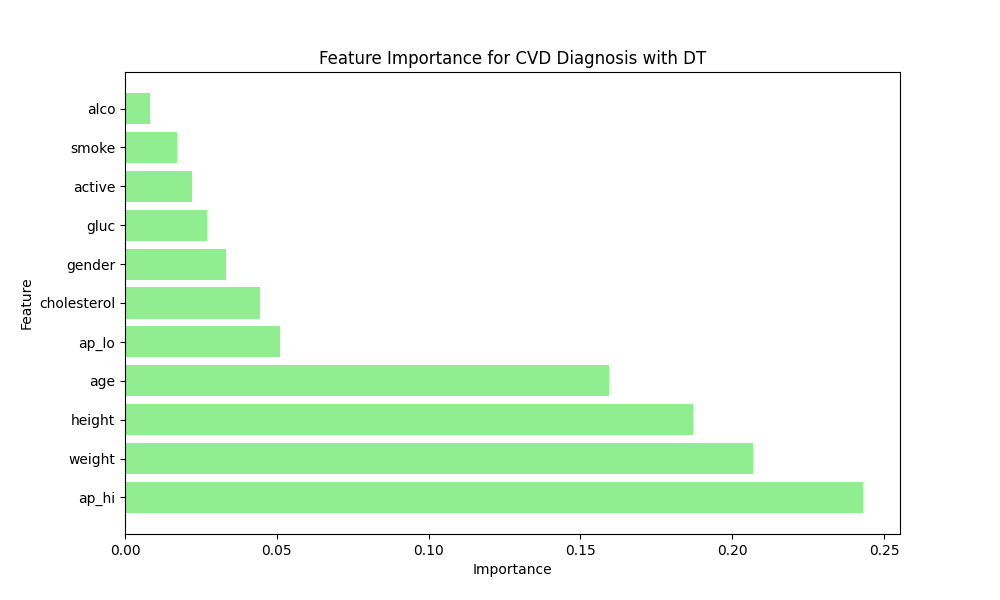 Feature Importance for CVD Diagnosis with DT
alco
smoke
active
gluc
gender
cholesterol
ap_lo
age
height
weight
ap_hi
Feature
0.00 0.05 0.10 0.15 0.20 0.25
Importance